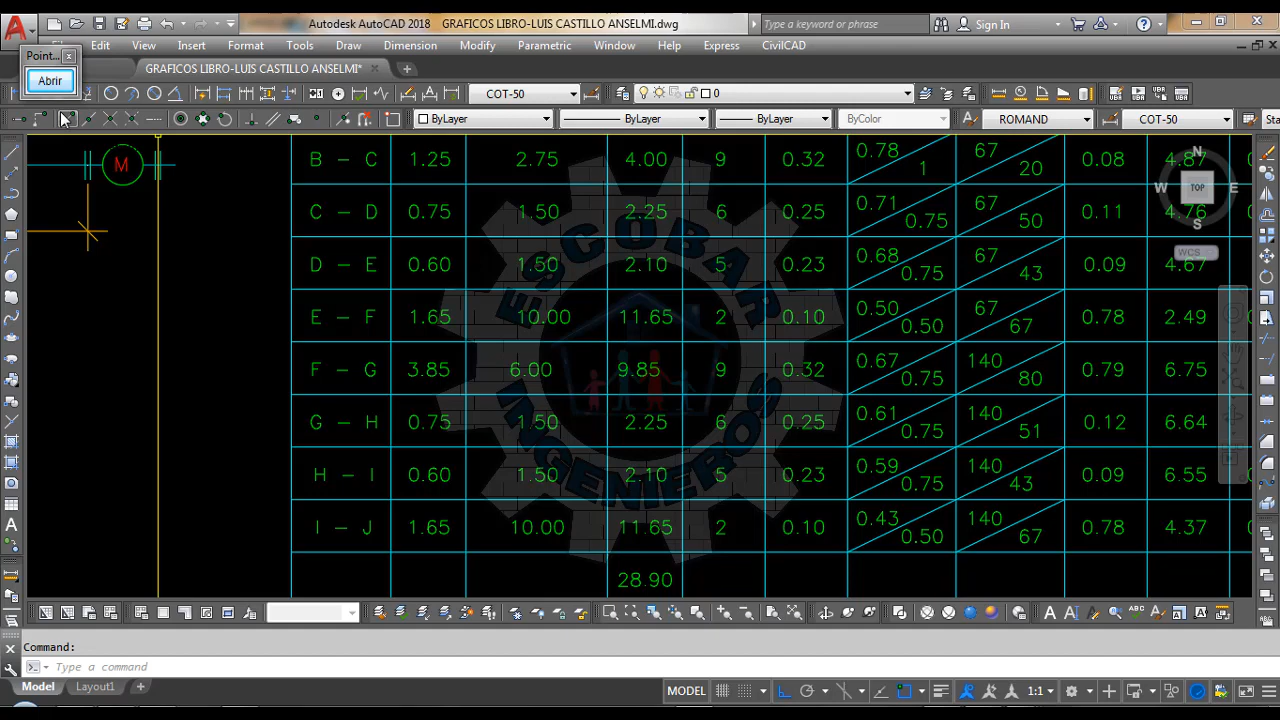 Autodesk AutoCAD 2018 GRAFICOS LIBRO-LUIS CASTILLO ANSELMI.dwg
Type a keyword or phrase
Sign In
Edit View Insert Format Tools Draw Dimension Modify Parametric Window Help Express CivilCAD
Point...
Abrir
GRAFICOS LIBRO-LUIS CASTILLO ANSELMI*
COT-50 0
ByLayer ByLayer ByLayer ByColor ROMAND COT-50 Sta
M
B - C 1.25 2.75 4.00 9 0.32 0.78 1 67 20 0.08 4.87
C - D 0.75 1.50 2.25 6 0.25 0.71 0.75 67 50 0.11 4.76
D - E 0.60 1.50 2.10 5 0.23 0.68 0.75 67 43 0.09 4.67
E - F 1.65 10.00 11.65 2 0.10 0.50 0.50 67 67 0.78 2.49
F - G 3.85 6.00 9.85 9 0.32 0.67 0.75 140 80 0.79 6.75
G - H 0.75 1.50 2.25 6 0.25 0.61 0.75 140 51 0.12 6.64
H - I 0.60 1.50 2.10 5 0.23 0.59 0.75 140 43 0.09 6.55
I - J 1.65 10.00 11.65 2 0.10 0.43 0.50 140 67 0.78 4.37
28.90
ESCOBAR
INGENIEROS
N
W TOP E
S
WCS
Command:
Type a command
Model Layout1
MODEL 1:1